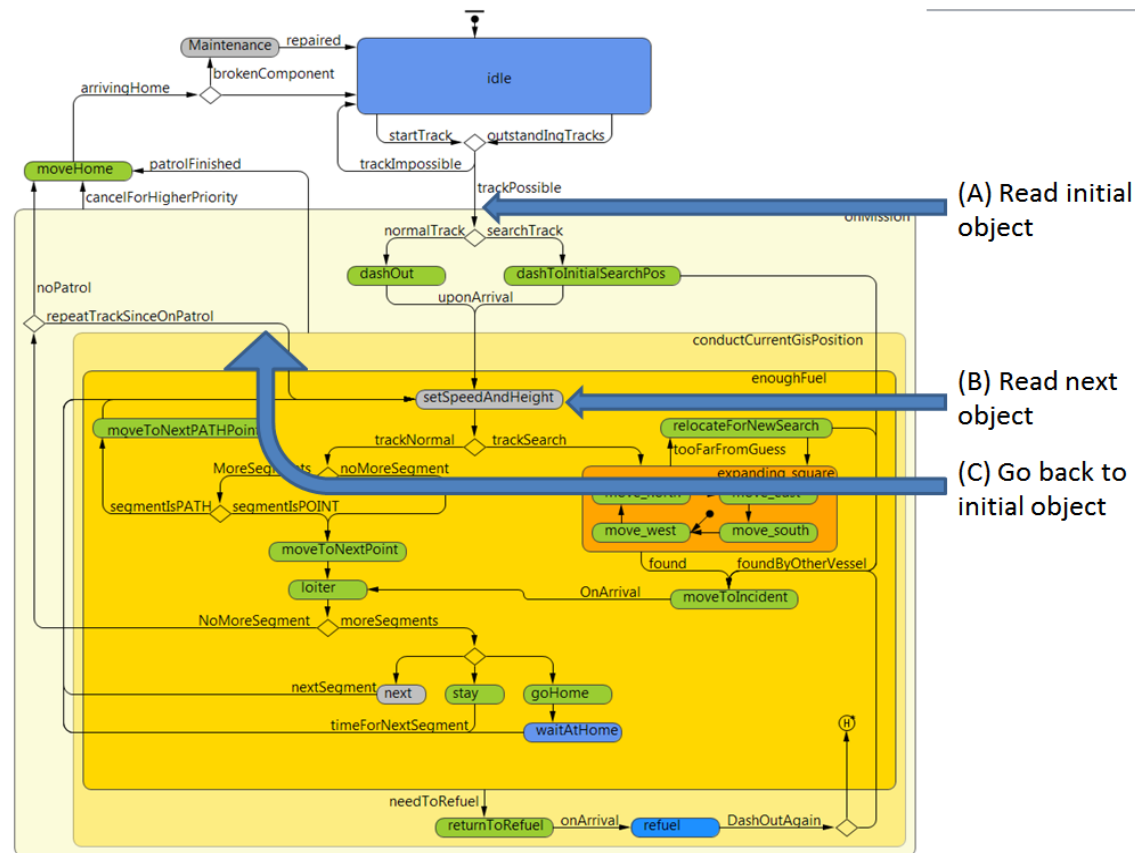 Maintenance
repaired
idle
brokenComponent
arrivingHome
startTrack
outstandIngTracks
trackImpossible
moveHome
patrolFinished
trackPossible
cancelForHigherPriority
(A) Read initial
object
onMission
normalTrack
searchTrack
dashOut
dashToInitialSearchPos
noPatrol
uponArrival
repeatTrackSinceOnPatrol
conductCurrentGisPosition
enoughFuel
(B) Read next
object
setSpeedAndHeight
moveToNextPATHPoint
trackNormal
trackSearch
relocateForNewSearch
tooFarFromGuess
MoreSegments
noMoreSegment
expanding_square
move_north
move_east
(C) Go back to
initial object
segmentIsPATH
segmentIsPOINT
move_west
move_south
moveToNextPoint
found
foundByOtherVessel
loiter
OnArrival
moveToIncident
NoMoreSegment
moreSegments
nextSegment
next
stay
goHome
timeForNextSegment
waitAtHome
H*
needToRefuel
returnToRefuel
onArrival
refuel
DashOutAgain